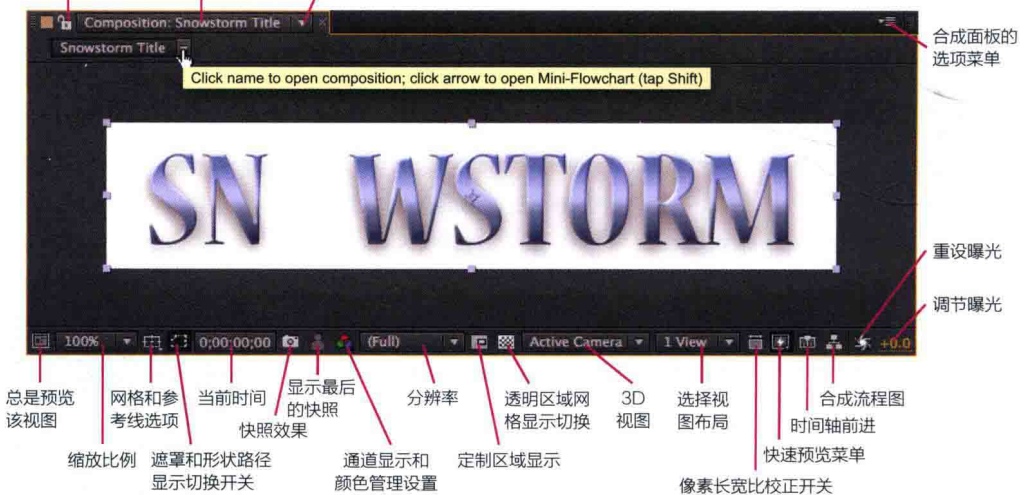 Composition: Snowstorm Title
Snowstorm Title
Click name to open composition; click arrow to open Mini-Flowchart (tap Shift)
合成面板的
选项菜单
SN WSTORM
重设曝光
调节曝光
100%
0;00;00;00
(Full)
Active Camera
1 View
+0.0
总是预览
该视图
网格和参
考线选项
当前时间
显示最后
的快照
分辨率
透明区域网
格显示切换
3D
视图
选择视
图布局
合成流程图
快照效果
时间轴前进
缩放比例
遮罩和形状路径
显示切换开关
通道显示和
颜色管理设置
定制区域显示
快速预览菜单
像素长宽比校正开关